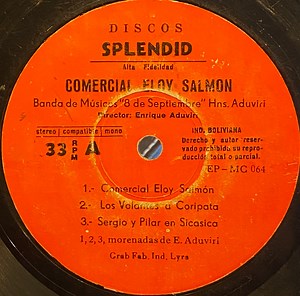 DISCOS
SPLENDID
Alta Fidelidad
COMERCIAL ELOY SALMON
Banda de Músicos "8 de Septiembre" Hns. Aduviri
Director: Enrique Aduviri
stereo | compatible | mono
33 RPM A
IND. BOLIVIANA
Derecho y autor reservado
prohibido, su reproducción
total o parcial.
EP-MC 064
1.- Comercial Eloy Salmón
2.- Los Volantes a Coripata
3.- Sergio y Pilar en Sicasica
1, 2, 3, morenadas de E. Aduviri
Grab Fab. Ind. Lyra